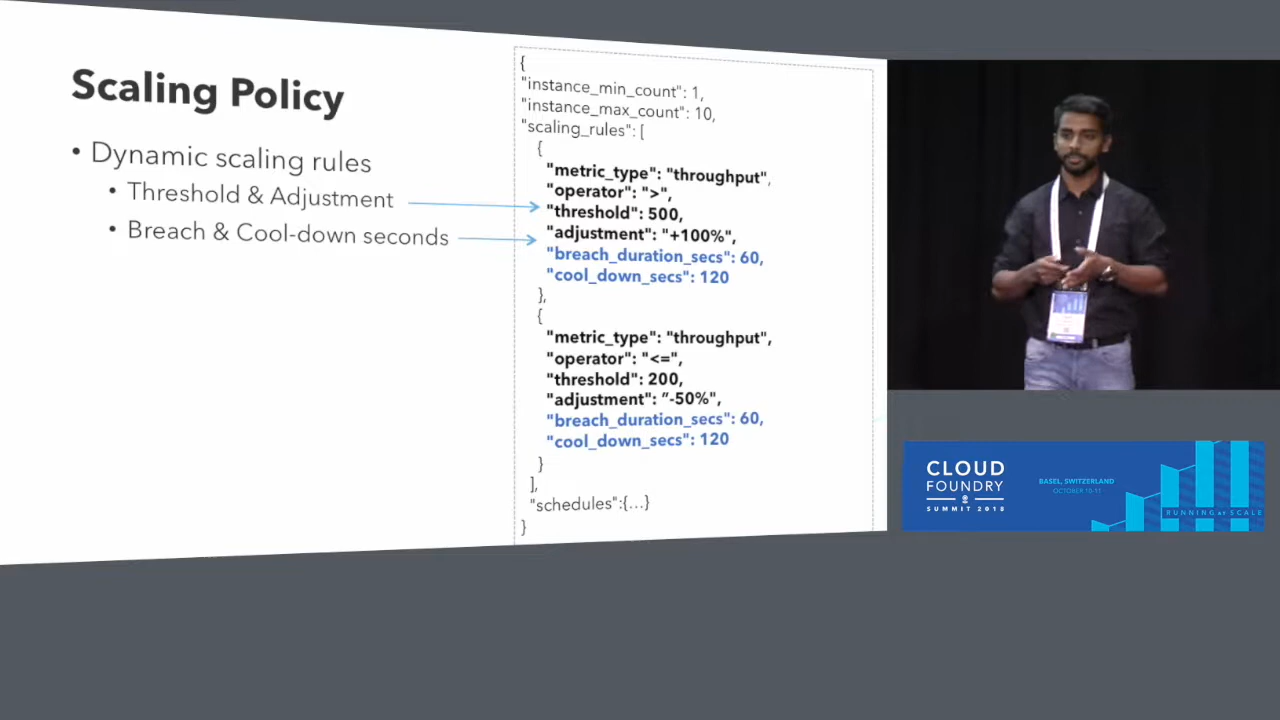 Scaling Policy
• Dynamic scaling rules
• Threshold & Adjustment
• Breach & Cool-down seconds
{
"instance_min_count": 1,
"instance_max_count": 10,
"scaling_rules": [
{
"metric_type": "throughput",
"operator": ">",
"threshold": 500,
"adjustment": "+100%",
"breach_duration_secs": 60,
"cool_down_secs": 120
},
{
"metric_type": "throughput",
"operator": "<=",
"threshold": 200,
"adjustment": "-50%",
"breach_duration_secs": 60,
"cool_down_secs": 120
}
],
"schedules":{...}
}
CLOUD
FOUNDRY
SUMMIT 2018
BASEL, SWITZERLAND
OCTOBER 10-11
RUNNING at SCALE